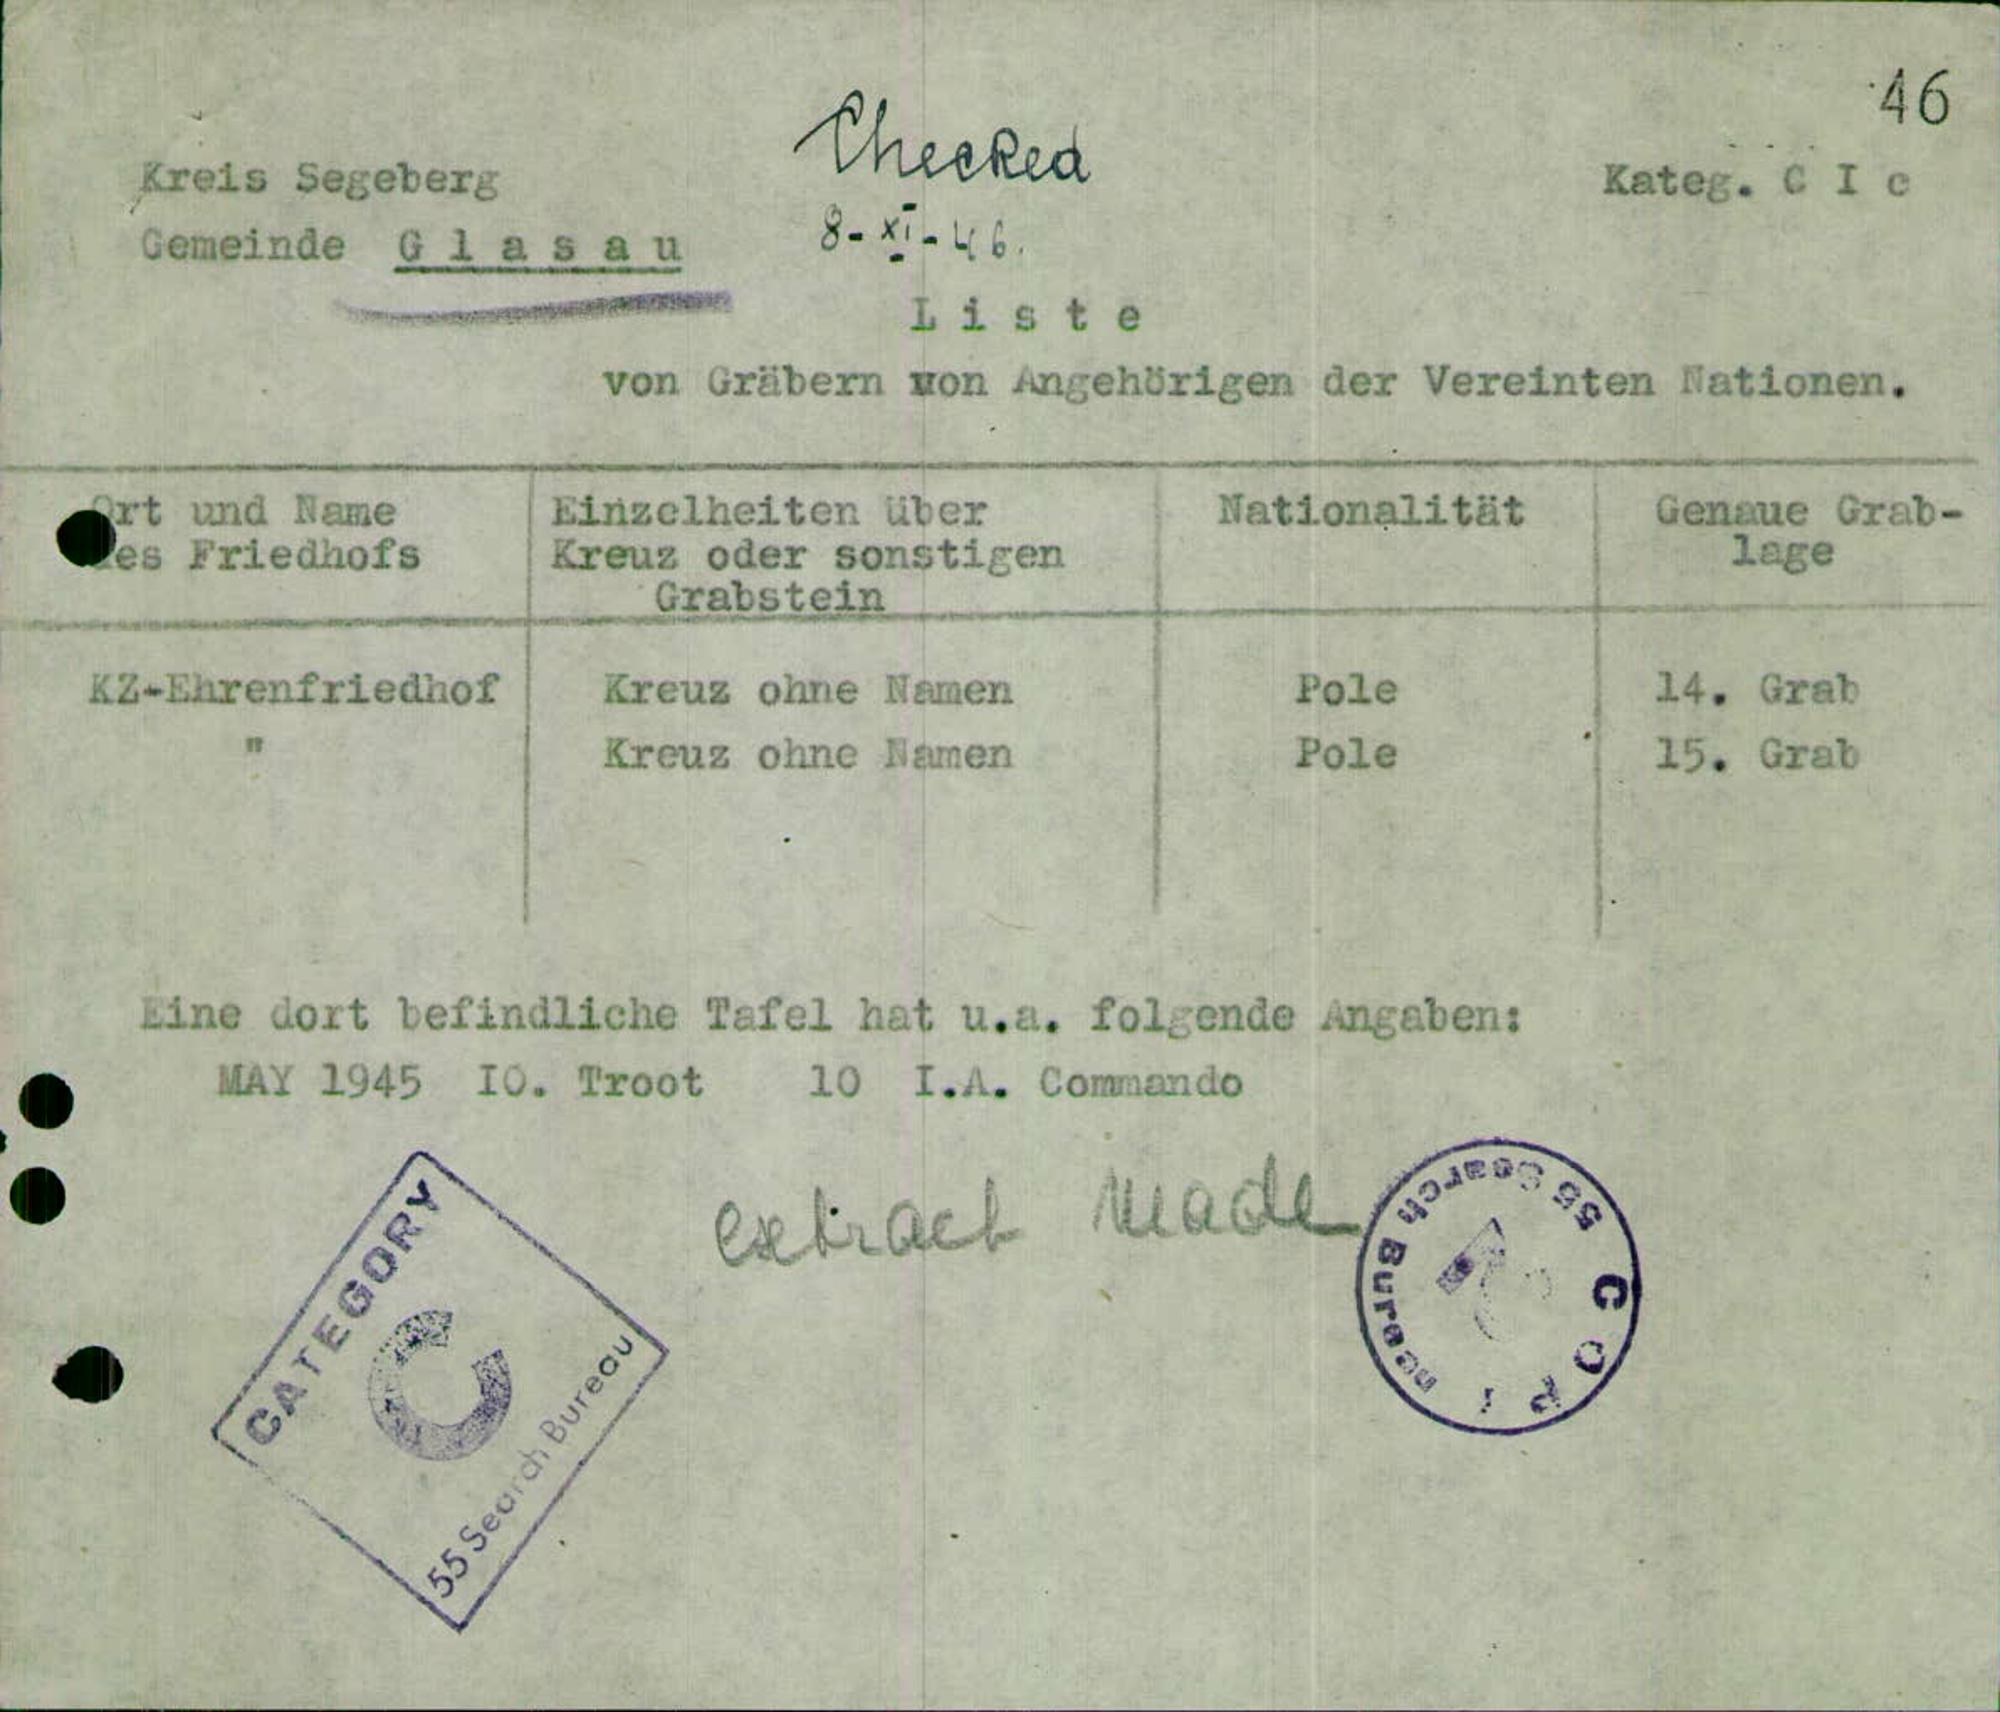 46
Checked
8-XI-46.
Kreis Segeberg
Kateg. C I c
Gemeinde G l a s a u
L i s t e
von Gräbern von Angehörigen der Vereinten Nationen.
Ort und Name
des Friedhofs
Einzelheiten über
Kreuz oder sonstigen
Grabstein
Nationalität
Genaue Grab-
lage
KZ-Ehrenfriedhof Kreuz ohne Namen Pole 14. Grab
" Kreuz ohne Namen Pole 15. Grab
Eine dort befindliche Tafel hat u.a. folgende Angaben:
MAY 1945 IO. Troot 10 I.A. Commando
extract made
CATEGORY
C
55 Search Bureau
55 Search Bureau